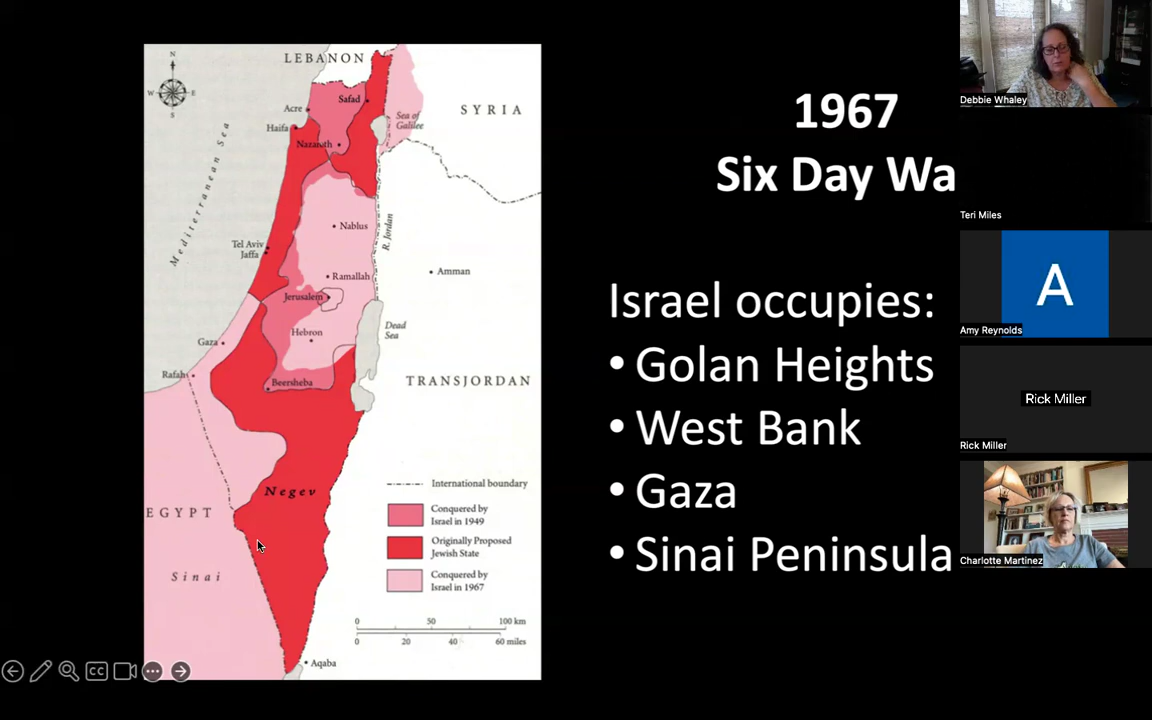 LEBANON
N
W
E
S
Acre
Safad
Haifa
Nazareth
Sea of
Galilee
SYRIA
Mediterranean Sea
Nablus
R. Jordan
Tel Aviv
Jaffa
Ramallah
Amman
Jerusalem
Hebron
Dead
Sea
Gaza
Rafah
Beersheba
TRANSJORDAN
Negev
EGYPT
Sinai
International boundary
Conquered by
Israel in 1949
Originally Proposed
Jewish State
Conquered by
Israel in 1967
0 50 100 km
0 20 40 60 miles
Aqaba
CC
1967
Six Day Wa
Israel occupies:
• Golan Heights
• West Bank
• Gaza
• Sinai Peninsula
Debbie Whaley
Teri Miles
A
Amy Reynolds
Rick Miller
Rick Miller
Charlotte Martinez